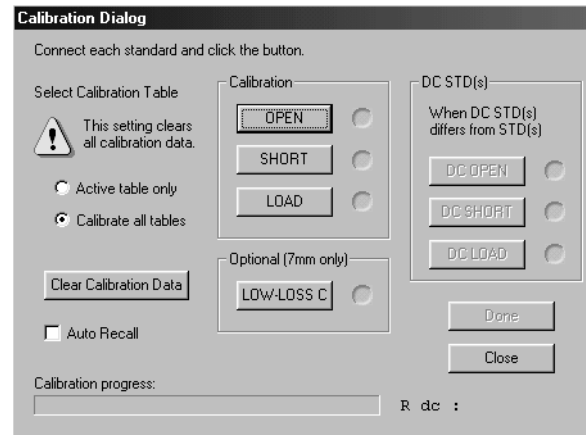 Calibration Dialog
Connect each standard and click the button.
Select Calibration Table
This setting clears
all calibration data.
Active table only
Calibrate all tables
Clear Calibration Data
Auto Recall
Calibration
OPEN
SHORT
LOAD
Optional (7mm only)
LOW-LOSS C
DC STD(s)
When DC STD(s)
differs from STD(s)
DC OPEN
DC SHORT
DC LOAD
Done
Close
Calibration progress:
R dc :